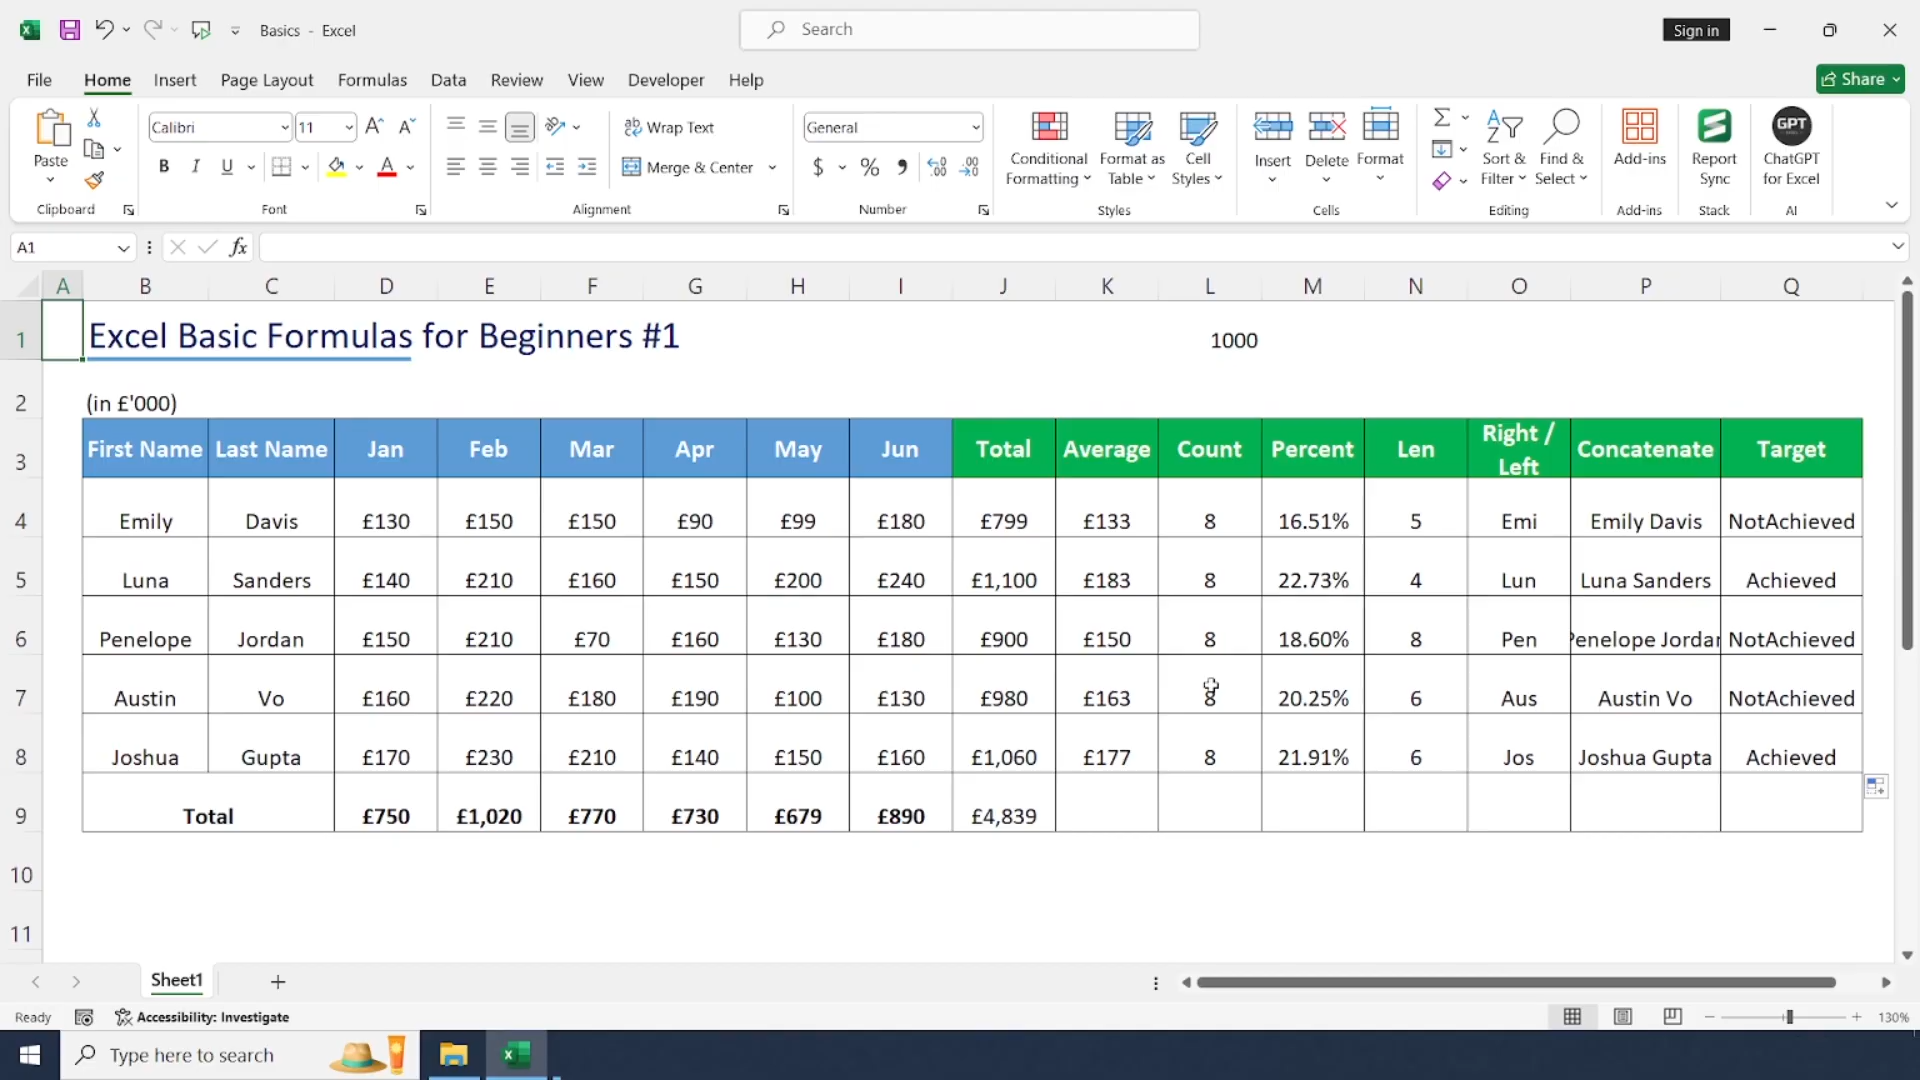 Basics - Excel
Search
Sign in
File Home Insert Page Layout Formulas Data Review View Developer Help
Share
Paste
Clipboard
Calibri 11
B I U A
Font
Wrap Text
Merge & Center
Alignment
General
$ %
Number
Conditional Formatting
Format as Table
Cell Styles
Styles
Insert
Delete
Format
Cells
Sort & Filter
Find & Select
Editing
Add-ins
Add-ins
Report Sync
Stack
GPT
ChatGPT for Excel
AI
A1
fx
A B C D E F G H I J K L M N O P Q
1 Excel Basic Formulas for Beginners #1 1000
2 (in £'000)
3 First Name Last Name Jan Feb Mar Apr May Jun Total Average Count Percent Len Right / Left Concatenate Target
4 Emily Davis £130 £150 £150 £90 £99 £180 £799 £133 8 16.51% 5 Emi Emily Davis NotAchieved
5 Luna Sanders £140 £210 £160 £150 £200 £240 £1,100 £183 8 22.73% 4 Lun Luna Sanders Achieved
6 Penelope Jordan £150 £210 £70 £160 £130 £180 £900 £150 8 18.60% 8 Pen Penelope Jordan NotAchieved
7 Austin Vo £160 £220 £180 £190 £100 £130 £980 £163 8 20.25% 6 Aus Austin Vo NotAchieved
8 Joshua Gupta £170 £230 £210 £140 £150 £160 £1,060 £177 8 21.91% 6 Jos Joshua Gupta Achieved
9 Total £750 £1,020 £770 £730 £679 £890 £4,839
10
11
Sheet1
Ready Accessibility: Investigate
130%
Type here to search